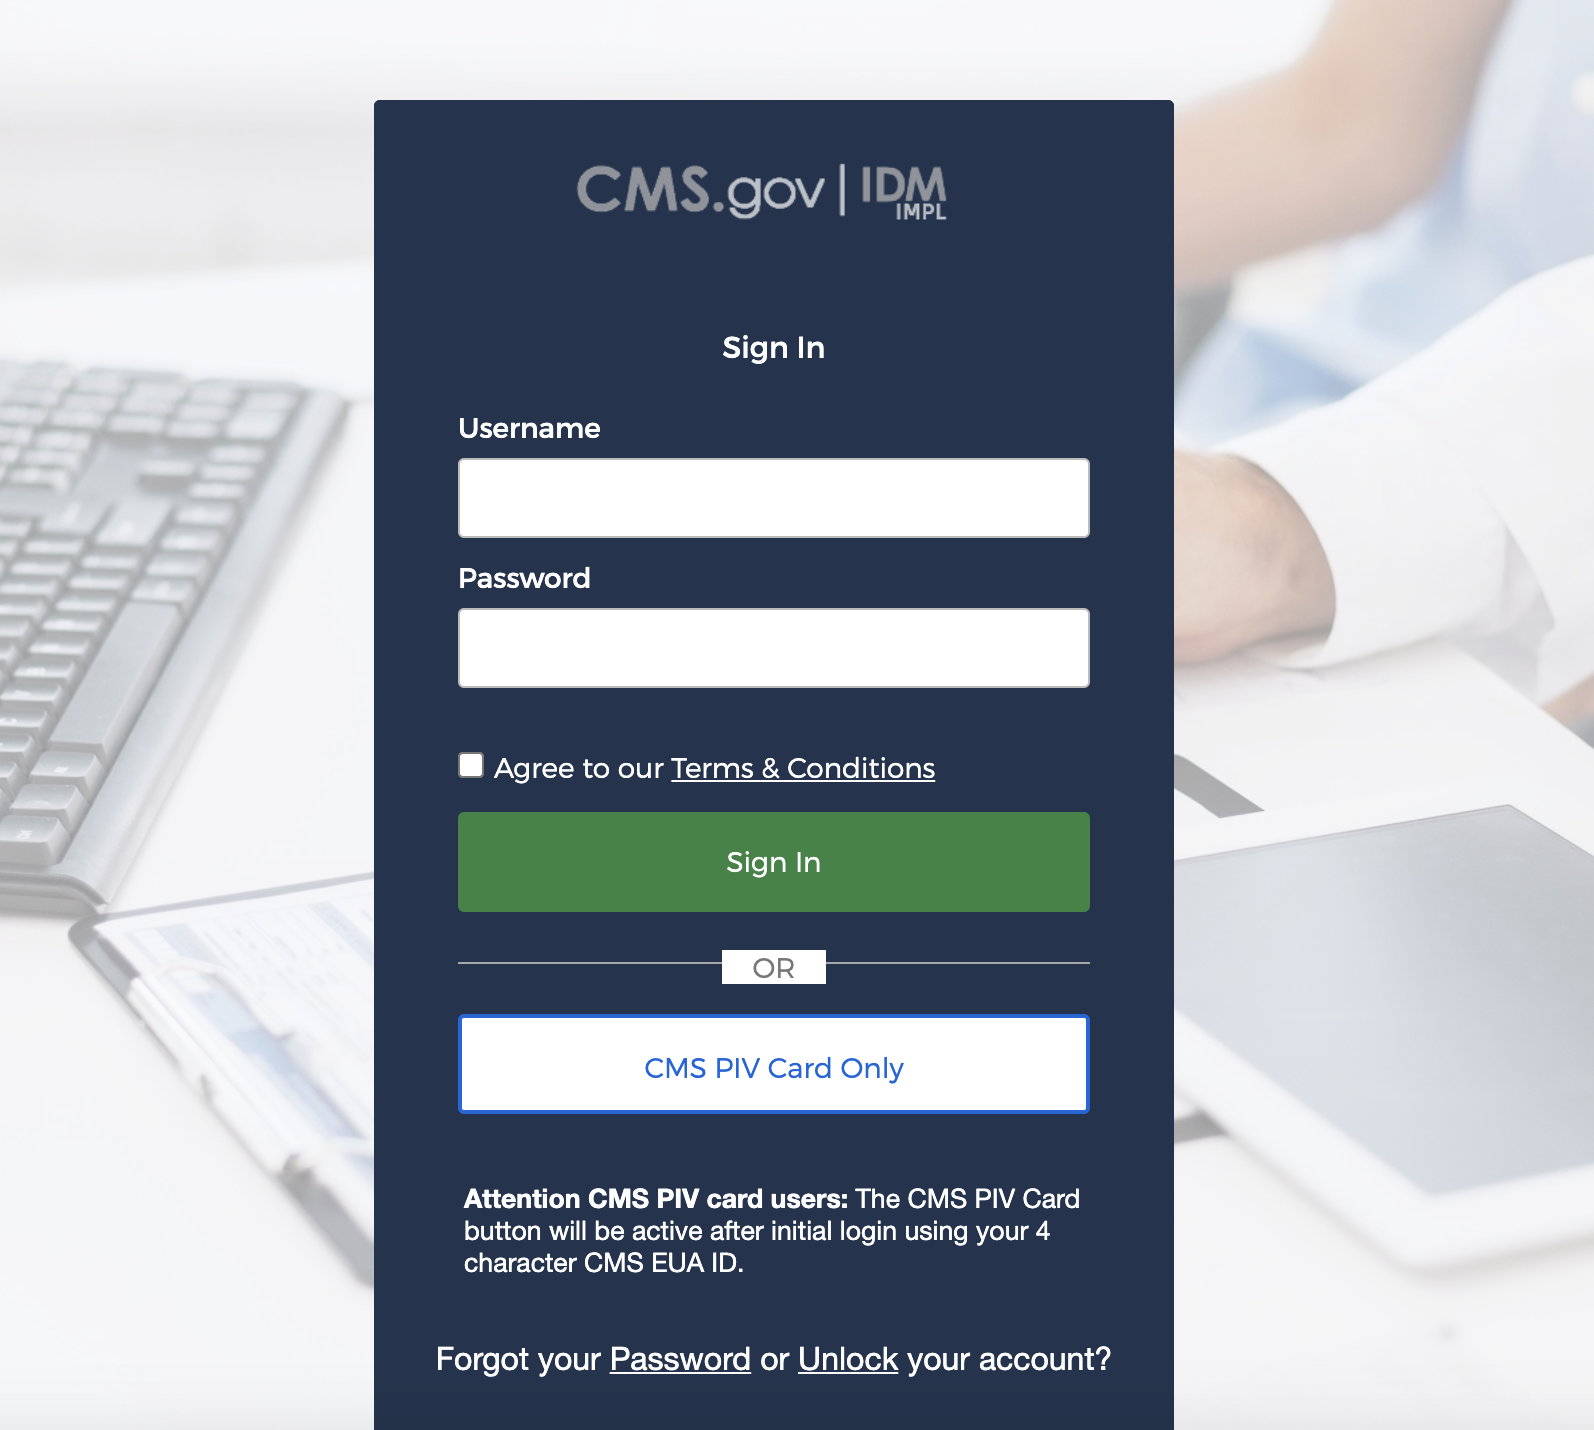 CMS.gov | IDM
IMPL
Sign In
Username
Password
Agree to our Terms & Conditions
Sign In
OR
CMS PIV Card Only
Attention CMS PIV card users: The CMS PIV Card
button will be active after initial login using your 4
character CMS EUA ID.
Forgot your Password or Unlock your account?